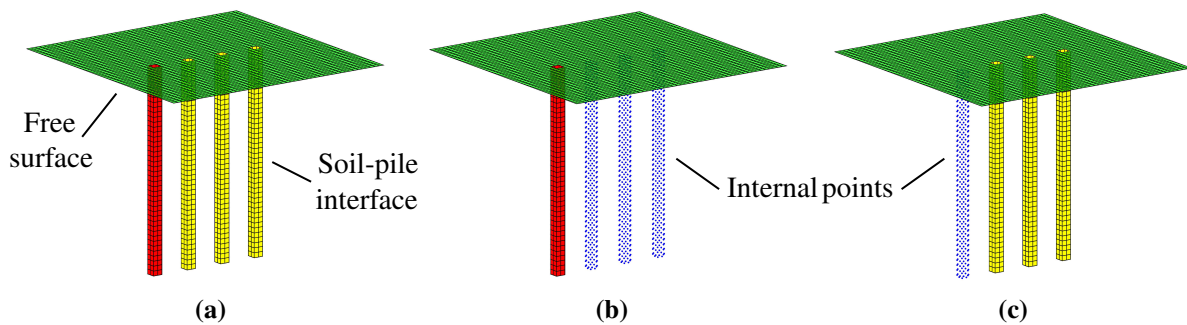 Free
surface
Soil-pile
interface
Internal points
(a)
(b)
(c)